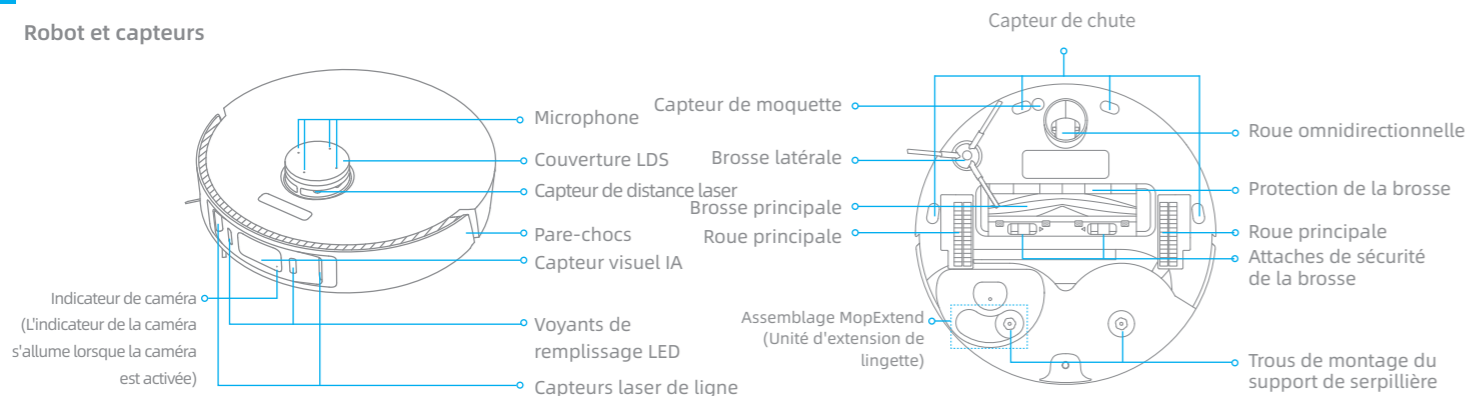 Robot et capteurs
Microphone
Couverture LDS
Capteur de distance laser
Pare-chocs
Capteur visuel IA
Indicateur de caméra
(L'indicateur de la caméra
s'allume lorsque la caméra
est activée)
Voyants de
remplissage LED
Capteurs laser de ligne
Capteur de chute
Capteur de moquette
Brosse latérale
Brosse principale
Roue principale
Assemblage MopExtend
(Unité d'extension de
lingette)
Roue omnidirectionnelle
Protection de la brosse
Roue principale
Attaches de sécurité
de la brosse
Trous de montage du
support de serpillière